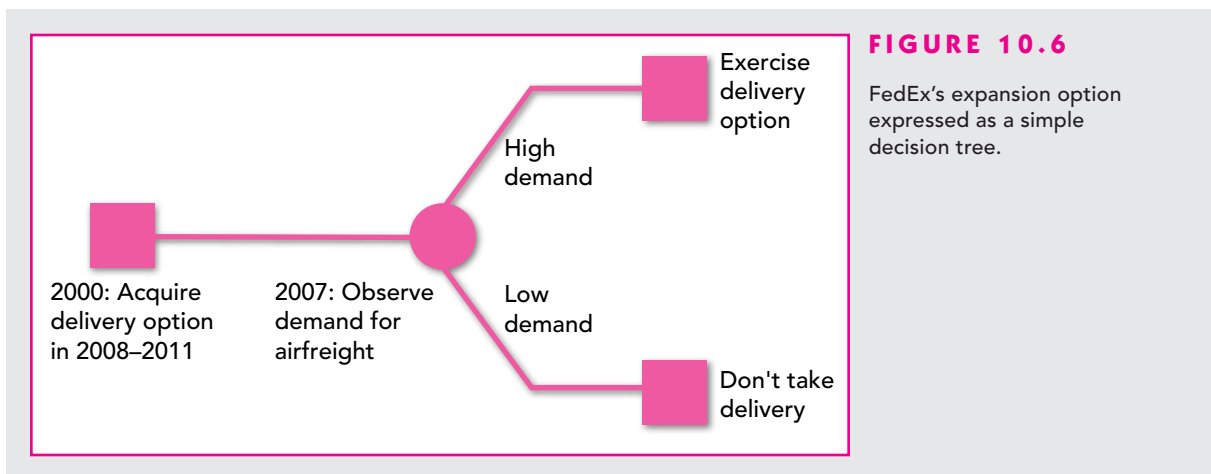 FIGURE 10.6
FedEx's expansion option
expressed as a simple
decision tree.
Exercise
delivery
option
High
demand
2000: Acquire
delivery option
in 2008–2011
2007: Observe
demand for
airfreight
Low
demand
Don't take
delivery